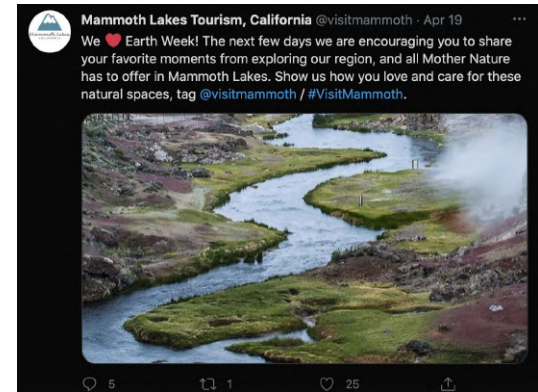 Mammoth Lakes Tourism, California @visitmammoth · Apr 19
We ❤️ Earth Week! The next few days we are encouraging you to share
your favorite moments from exploring our region, and all Mother Nature
has to offer in Mammoth Lakes. Show us how you love and care for these
natural spaces, tag @visitmammoth / #VisitMammoth.
5 1 25